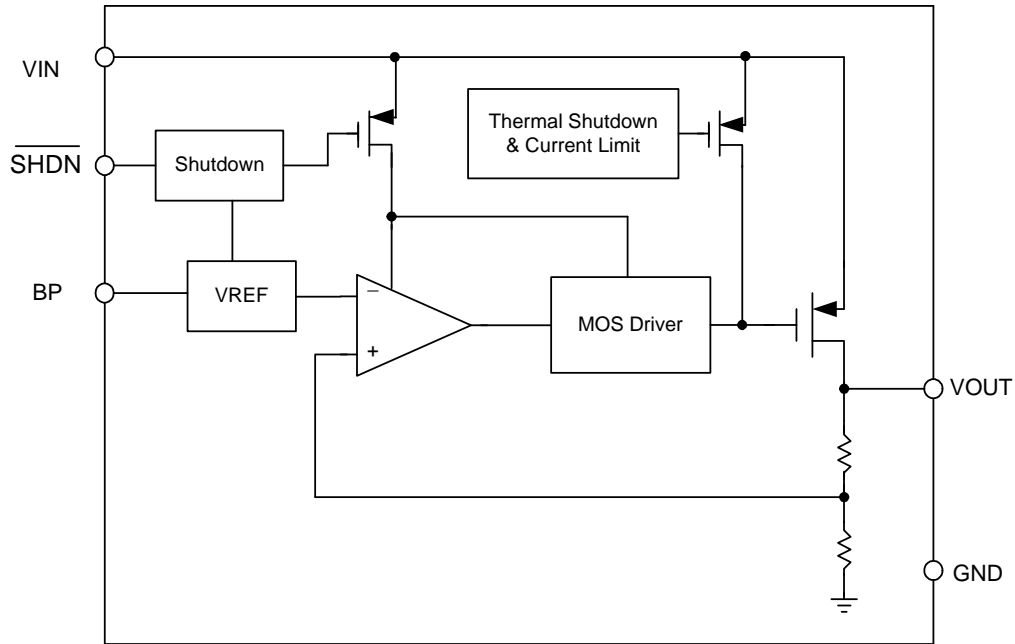 VIN
Thermal Shutdown
& Current Limit
SHDN
Shutdown
BP
VREF
−
+
MOS Driver
VOUT
GND